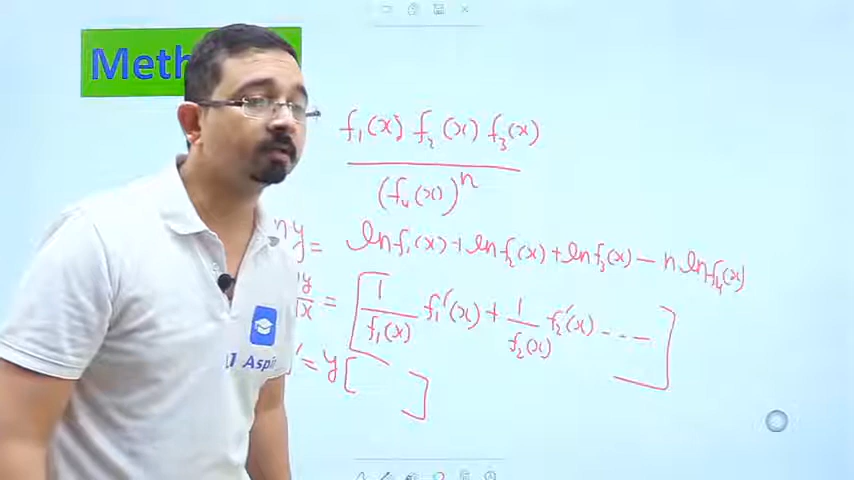 Meth
f₁(x) f₂(x) f₃(x)
(f₄(x))ⁿ
ny = ln f₁(x) + ln f₂(x) + ln f₃(x) – n ln f₄(x)
y/x = [1/f₁(x) f₁′(x) + 1/f₂(x) f₂′(x) ----]
′ = y[ ]
Aspi